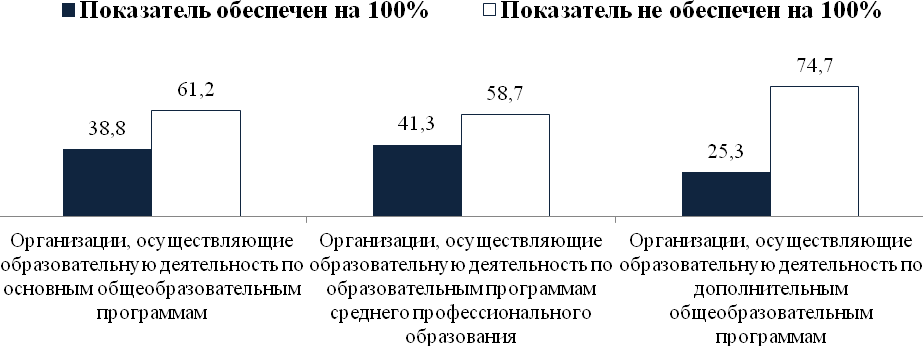 Показатель обеспечен на 100%
Показатель не обеспечен на 100%
38,8
61,2
41,3
58,7
25,3
74,7
Организации, осуществляющие
образовательную деятельность по
основным общеобразовательным
программам
Организации, осуществляющие
образовательную деятельность по
образовательным программам
среднего профессионального
образования
Организации, осуществляющие
образовательную деятельность по
дополнительным
общеобразовательным
программам